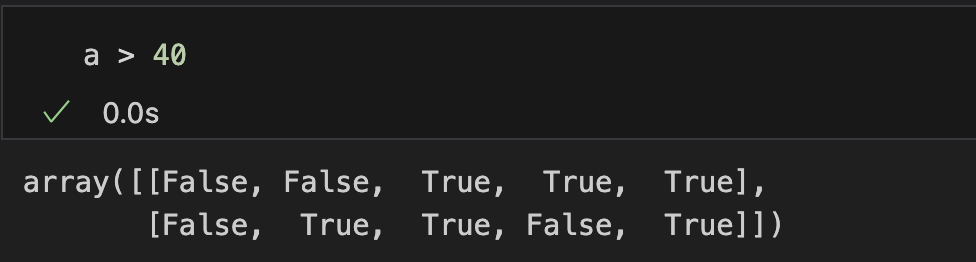 a > 40
✓ 0.0s
array([[False, False,  True,  True,  True],
       [False,  True,  True, False,  True]])